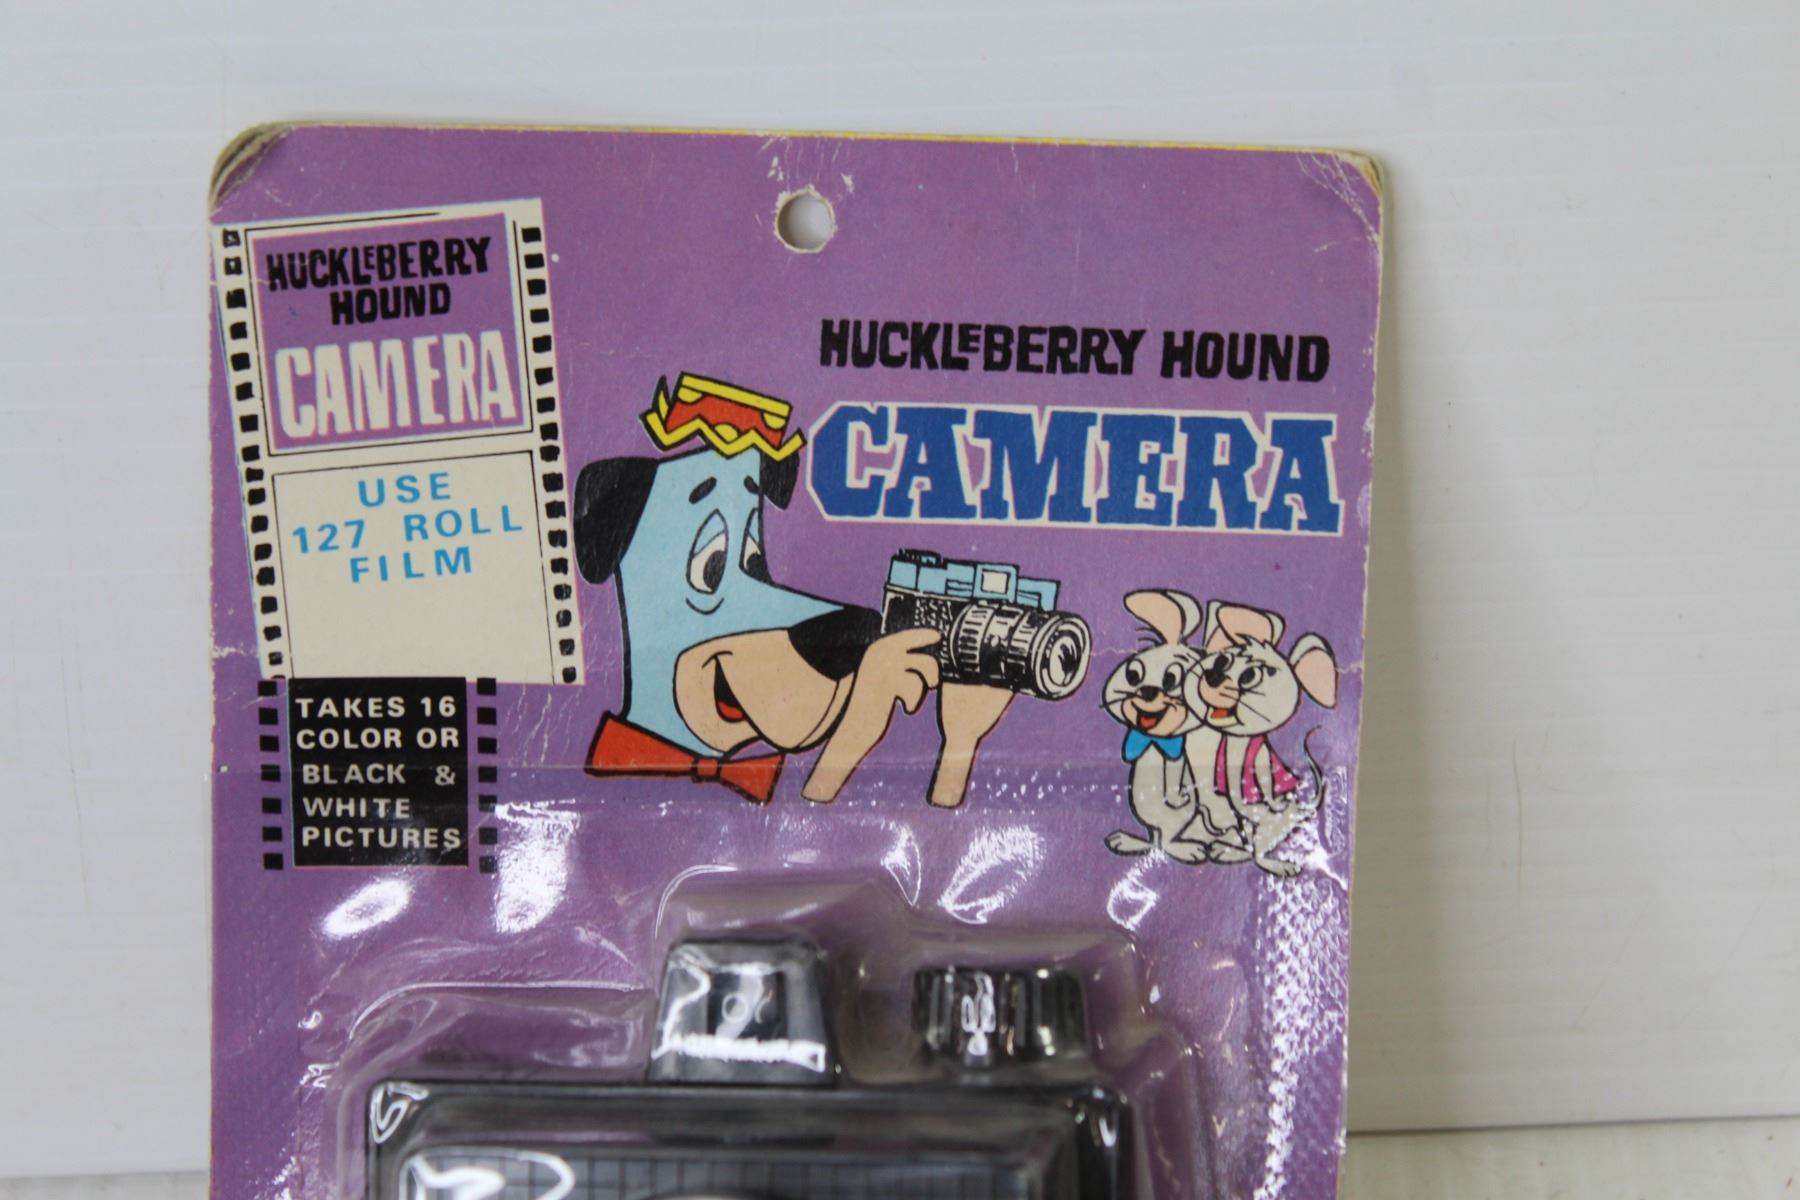 HUCKLEBERRY
HOUND
CAMERA
USE
127 ROLL
FILM
TAKES 16
COLOR OR
BLACK &
WHITE
PICTURES
HUCKLEBERRY HOUND
CAMERA